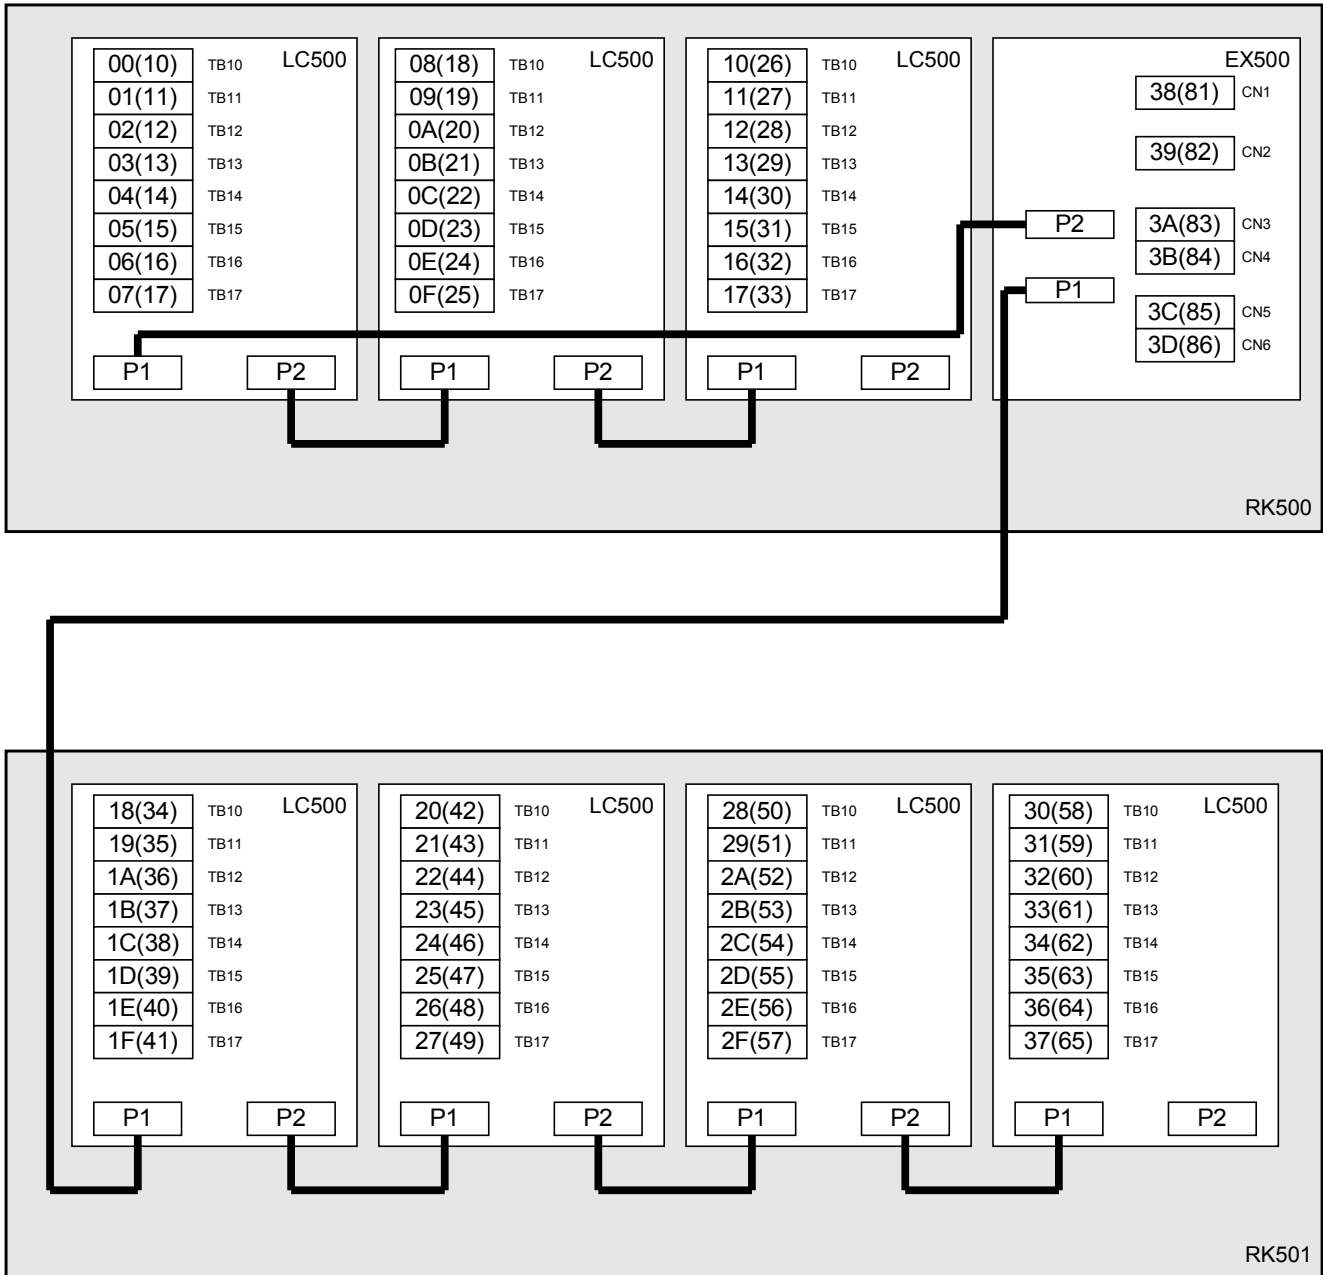 LC500
00(10) TB10
01(11) TB11
02(12) TB12
03(13) TB13
04(14) TB14
05(15) TB15
06(16) TB16
07(17) TB17
P1 P2
LC500
08(18) TB10
09(19) TB11
0A(20) TB12
0B(21) TB13
0C(22) TB14
0D(23) TB15
0E(24) TB16
0F(25) TB17
P1 P2
LC500
10(26) TB10
11(27) TB11
12(28) TB12
13(29) TB13
14(30) TB14
15(31) TB15
16(32) TB16
17(33) TB17
P1 P2
EX500
38(81) CN1
39(82) CN2
P2 3A(83) CN3
3B(84) CN4
P1
3C(85) CN5
3D(86) CN6
RK500
LC500
18(34) TB10
19(35) TB11
1A(36) TB12
1B(37) TB13
1C(38) TB14
1D(39) TB15
1E(40) TB16
1F(41) TB17
P1 P2
LC500
20(42) TB10
21(43) TB11
22(44) TB12
23(45) TB13
24(46) TB14
25(47) TB15
26(48) TB16
27(49) TB17
P1 P2
LC500
28(50) TB10
29(51) TB11
2A(52) TB12
2B(53) TB13
2C(54) TB14
2D(55) TB15
2E(56) TB16
2F(57) TB17
P1 P2
LC500
30(58) TB10
31(59) TB11
32(60) TB12
33(61) TB13
34(62) TB14
35(63) TB15
36(64) TB16
37(65) TB17
P1 P2
RK501